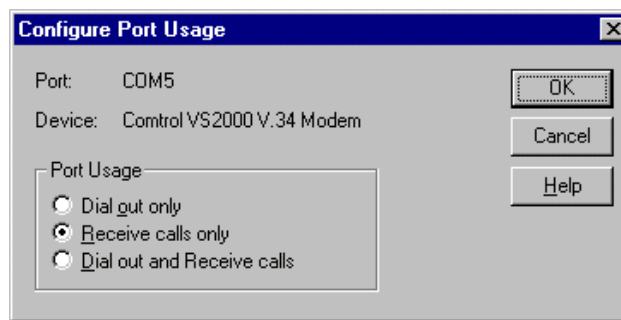 Configure Port Usage
Port: COM5
Device: Comtrol VS2000 V.34 Modem
Port Usage
Dial out only
Receive calls only
Dial out and Receive calls
OK
Cancel
Help